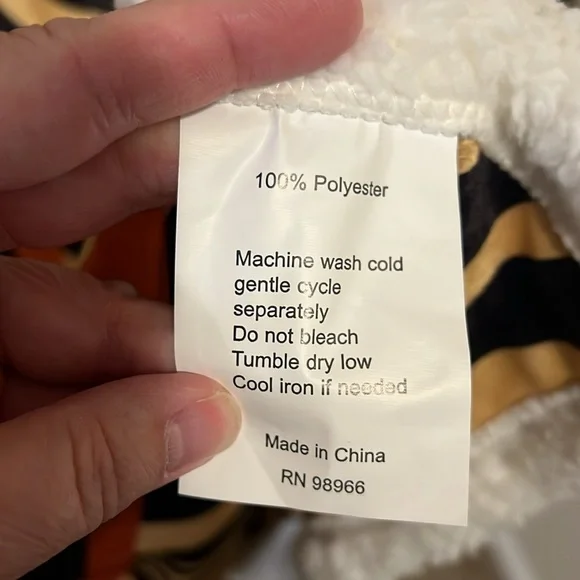 100% Polyester
Machine wash cold
gentle cycle
separately
Do not bleach
Tumble dry low
Cool iron if needed
Made in China
RN 98966